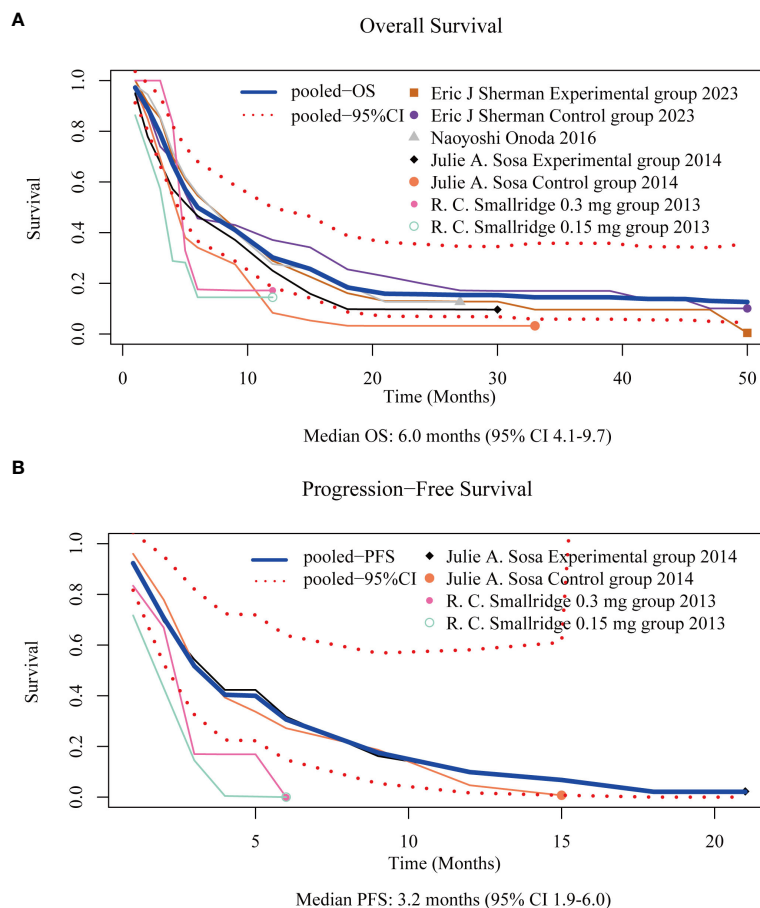 A
Overall Survival
pooled−OS
pooled−95%CI
Eric J Sherman Experimental group 2023
Eric J Sherman Control group 2023
Naoyoshi Onoda 2016
Julie A. Sosa Experimental group 2014
Julie A. Sosa Control group 2014
R. C. Smallridge 0.3 mg group 2013
R. C. Smallridge 0.15 mg group 2013
Survival
1.0
0.8
0.6
0.4
0.2
0.0
0 10 20 30 40 50
Time (Months)
Median OS: 6.0 months (95% CI 4.1-9.7)
B
Progression−Free Survival
pooled−PFS
pooled−95%CI
Julie A. Sosa Experimental group 2014
Julie A. Sosa Control group 2014
R. C. Smallridge 0.3 mg group 2013
R. C. Smallridge 0.15 mg group 2013
Survival
1.0
0.8
0.6
0.4
0.2
0.0
5 10 15 20
Time (Months)
Median PFS: 3.2 months (95% CI 1.9-6.0)